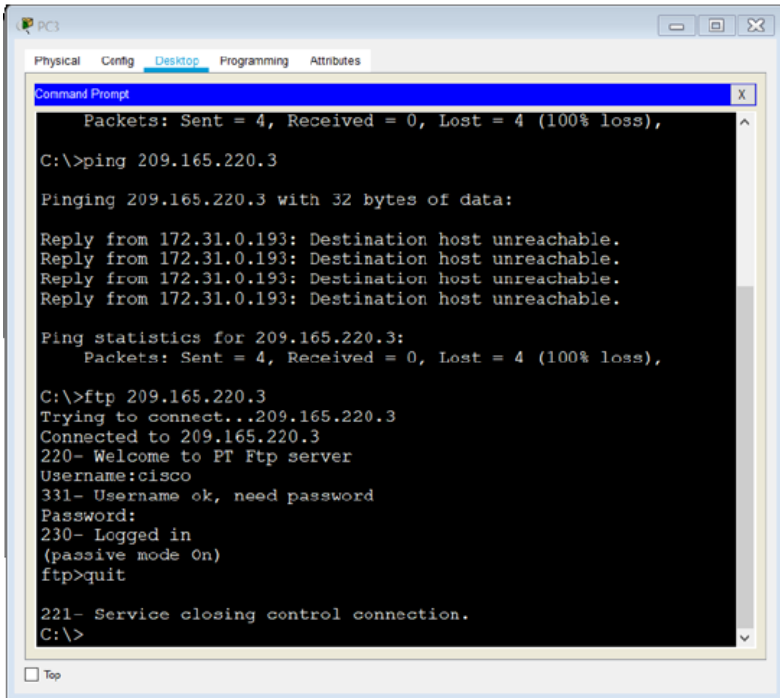 PC3
Physical Config Desktop Programming Attributes
Command Prompt X
Packets: Sent = 4, Received = 0, Lost = 4 (100% loss),
C:\>ping 209.165.220.3
Pinging 209.165.220.3 with 32 bytes of data:
Reply from 172.31.0.193: Destination host unreachable.
Reply from 172.31.0.193: Destination host unreachable.
Reply from 172.31.0.193: Destination host unreachable.
Reply from 172.31.0.193: Destination host unreachable.
Ping statistics for 209.165.220.3:
Packets: Sent = 4, Received = 0, Lost = 4 (100% loss),
C:\>ftp 209.165.220.3
Trying to connect...209.165.220.3
Connected to 209.165.220.3
220- Welcome to PT Ftp server
Username:cisco
331- Username ok, need password
Password:
230- Logged in
(passive mode On)
ftp>quit
221- Service closing control connection.
C:\>
Top